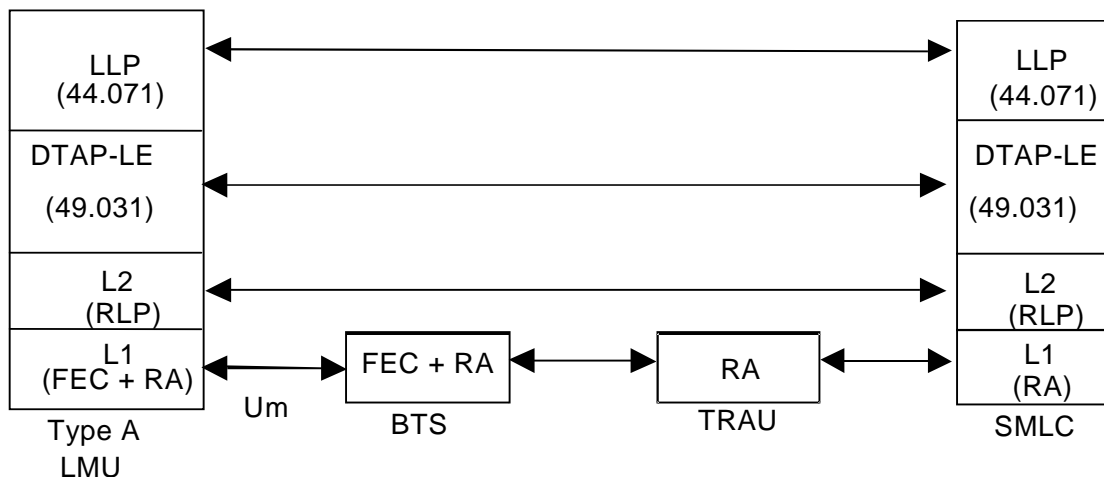 LLP
(44.071)
DTAP-LE
(49.031)
L2
(RLP)
L1
(FEC + RA)
Type A
LMU
Um
FEC + RA
BTS
RA
TRAU
LLP
(44.071)
DTAP-LE
(49.031)
L2
(RLP)
L1
(RA)
SMLC